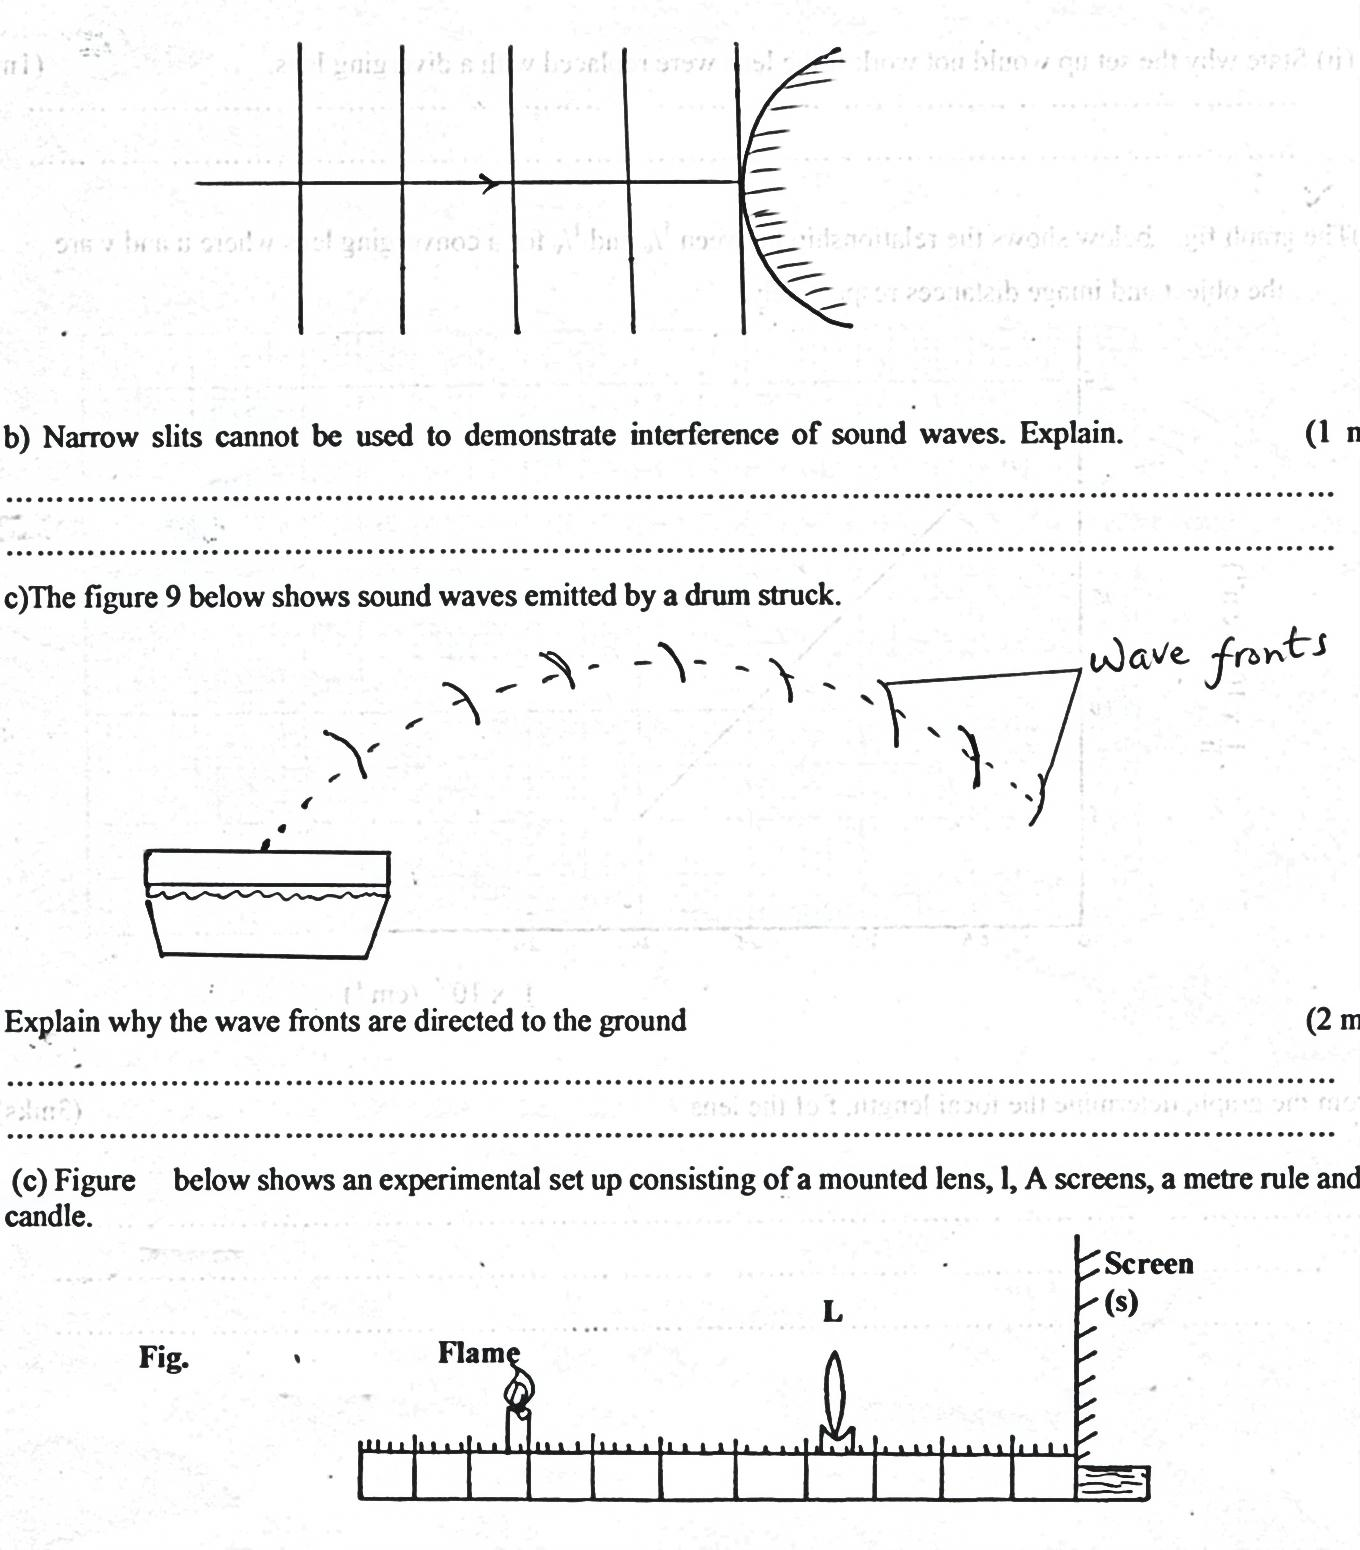 b) Narrow slits cannot be used to demonstrate interference of sound waves. Explain. (1
c)The figure 9 below shows sound waves emitted by a drum struck.
Wave fronts
Explain why the wave fronts are directed to the ground (2 m
(c) Figure below shows an experimental set up consisting of a mounted lens, l, A screens, a metre rule and
candle.
Screen
(s)
L
Flame
Fig.